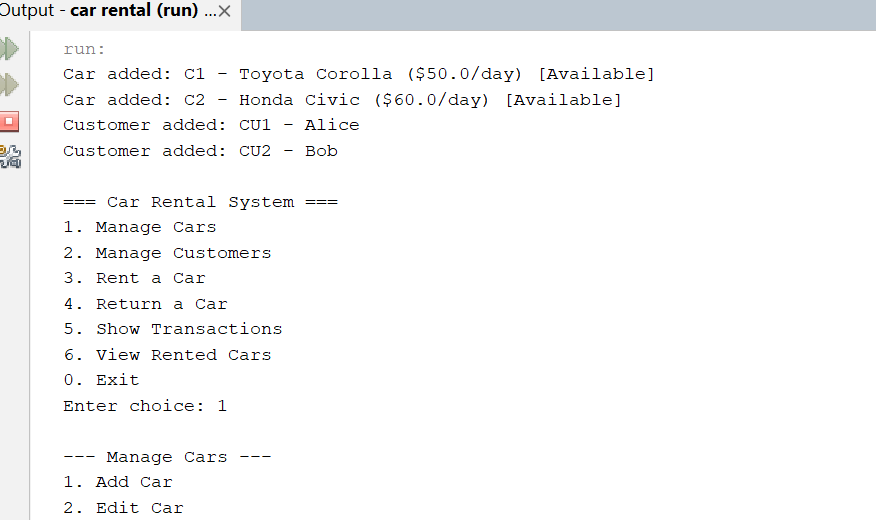 Output - car rental (run) ...
run:
Car added: C1 - Toyota Corolla ($50.0/day) [Available]
Car added: C2 - Honda Civic ($60.0/day) [Available]
Customer added: CU1 - Alice
Customer added: CU2 - Bob
=== Car Rental System ===
1. Manage Cars
2. Manage Customers
3. Rent a Car
4. Return a Car
5. Show Transactions
6. View Rented Cars
0. Exit
Enter choice: 1
--- Manage Cars ---
1. Add Car
2. Edit Car